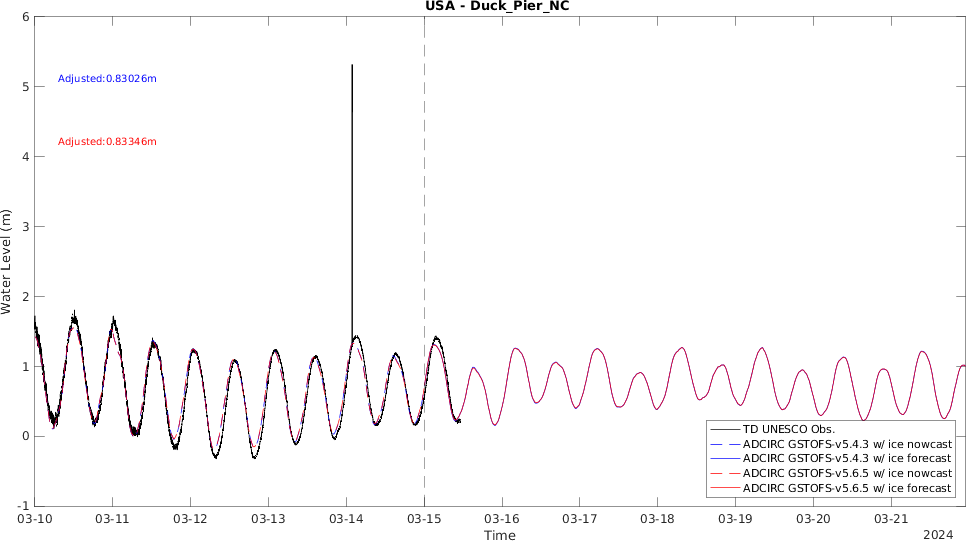 USA - Duck_Pier_NC
6
5
4
3
2
1
0
-1
Water Level (m)
Adjusted:0.83026m
Adjusted:0.83346m
TD UNESCO Obs.
ADCIRC GSTOFS-v5.4.3 w/ ice nowcast
ADCIRC GSTOFS-v5.4.3 w/ ice forecast
ADCIRC GSTOFS-v5.6.5 w/ ice nowcast
ADCIRC GSTOFS-v5.6.5 w/ ice forecast
03-10 03-11 03-12 03-13 03-14 03-15 03-16 03-17 03-18 03-19 03-20 03-21
Time
2024